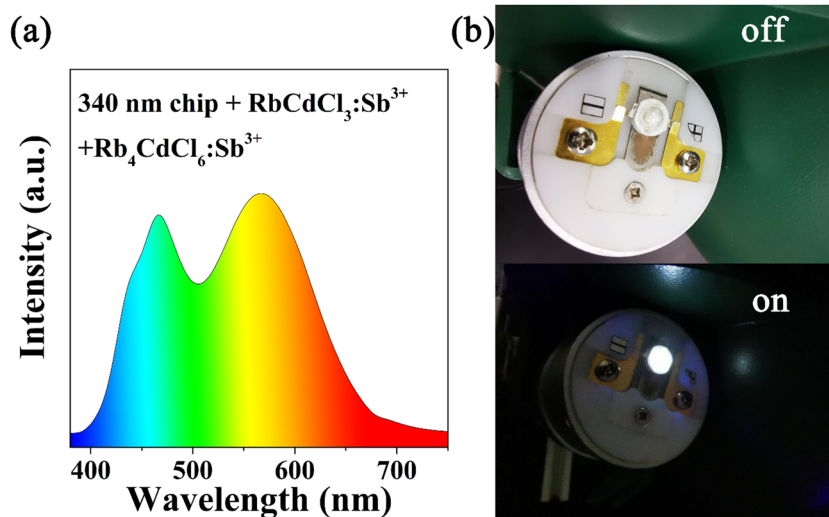 (a)
340 nm chip + RbCdCl₃:Sb³⁺
+Rb₄CdCl₆:Sb³⁺
Intensity (a.u.)
400 500 600 700
Wavelength (nm)
(b)
off
on